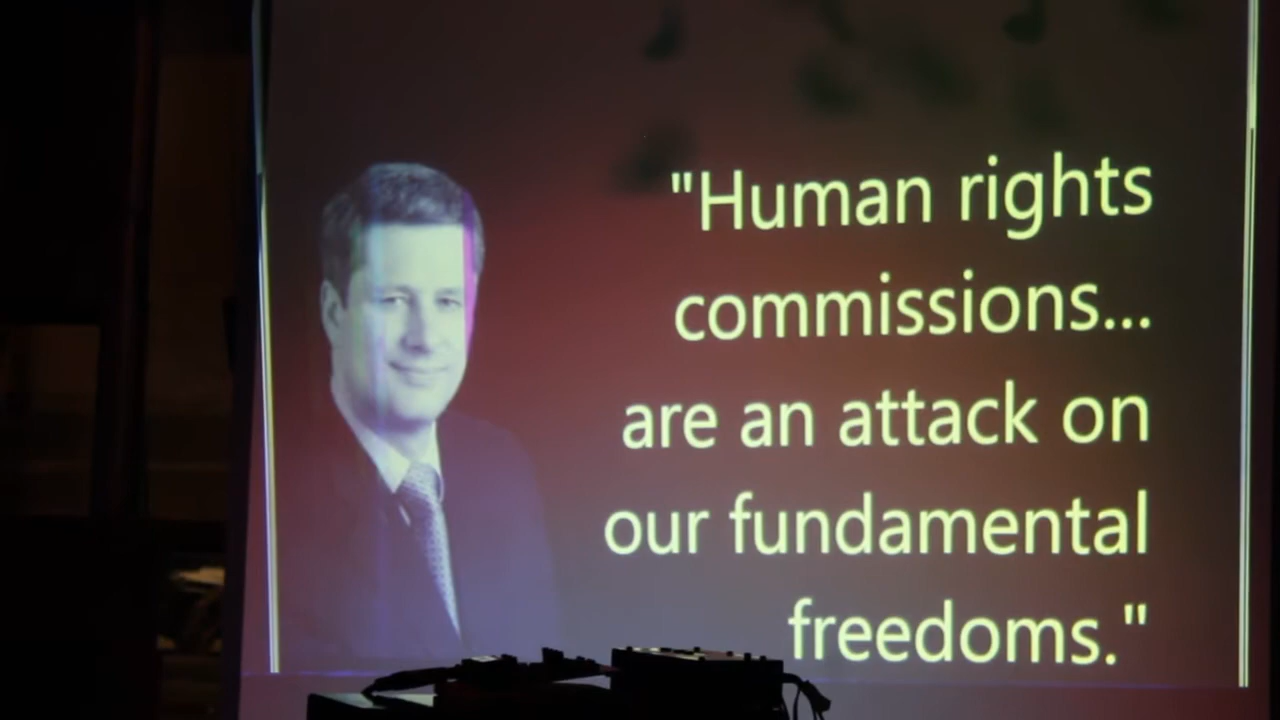 "Human rights
commissions...
are an attack on
our fundamental
freedoms."